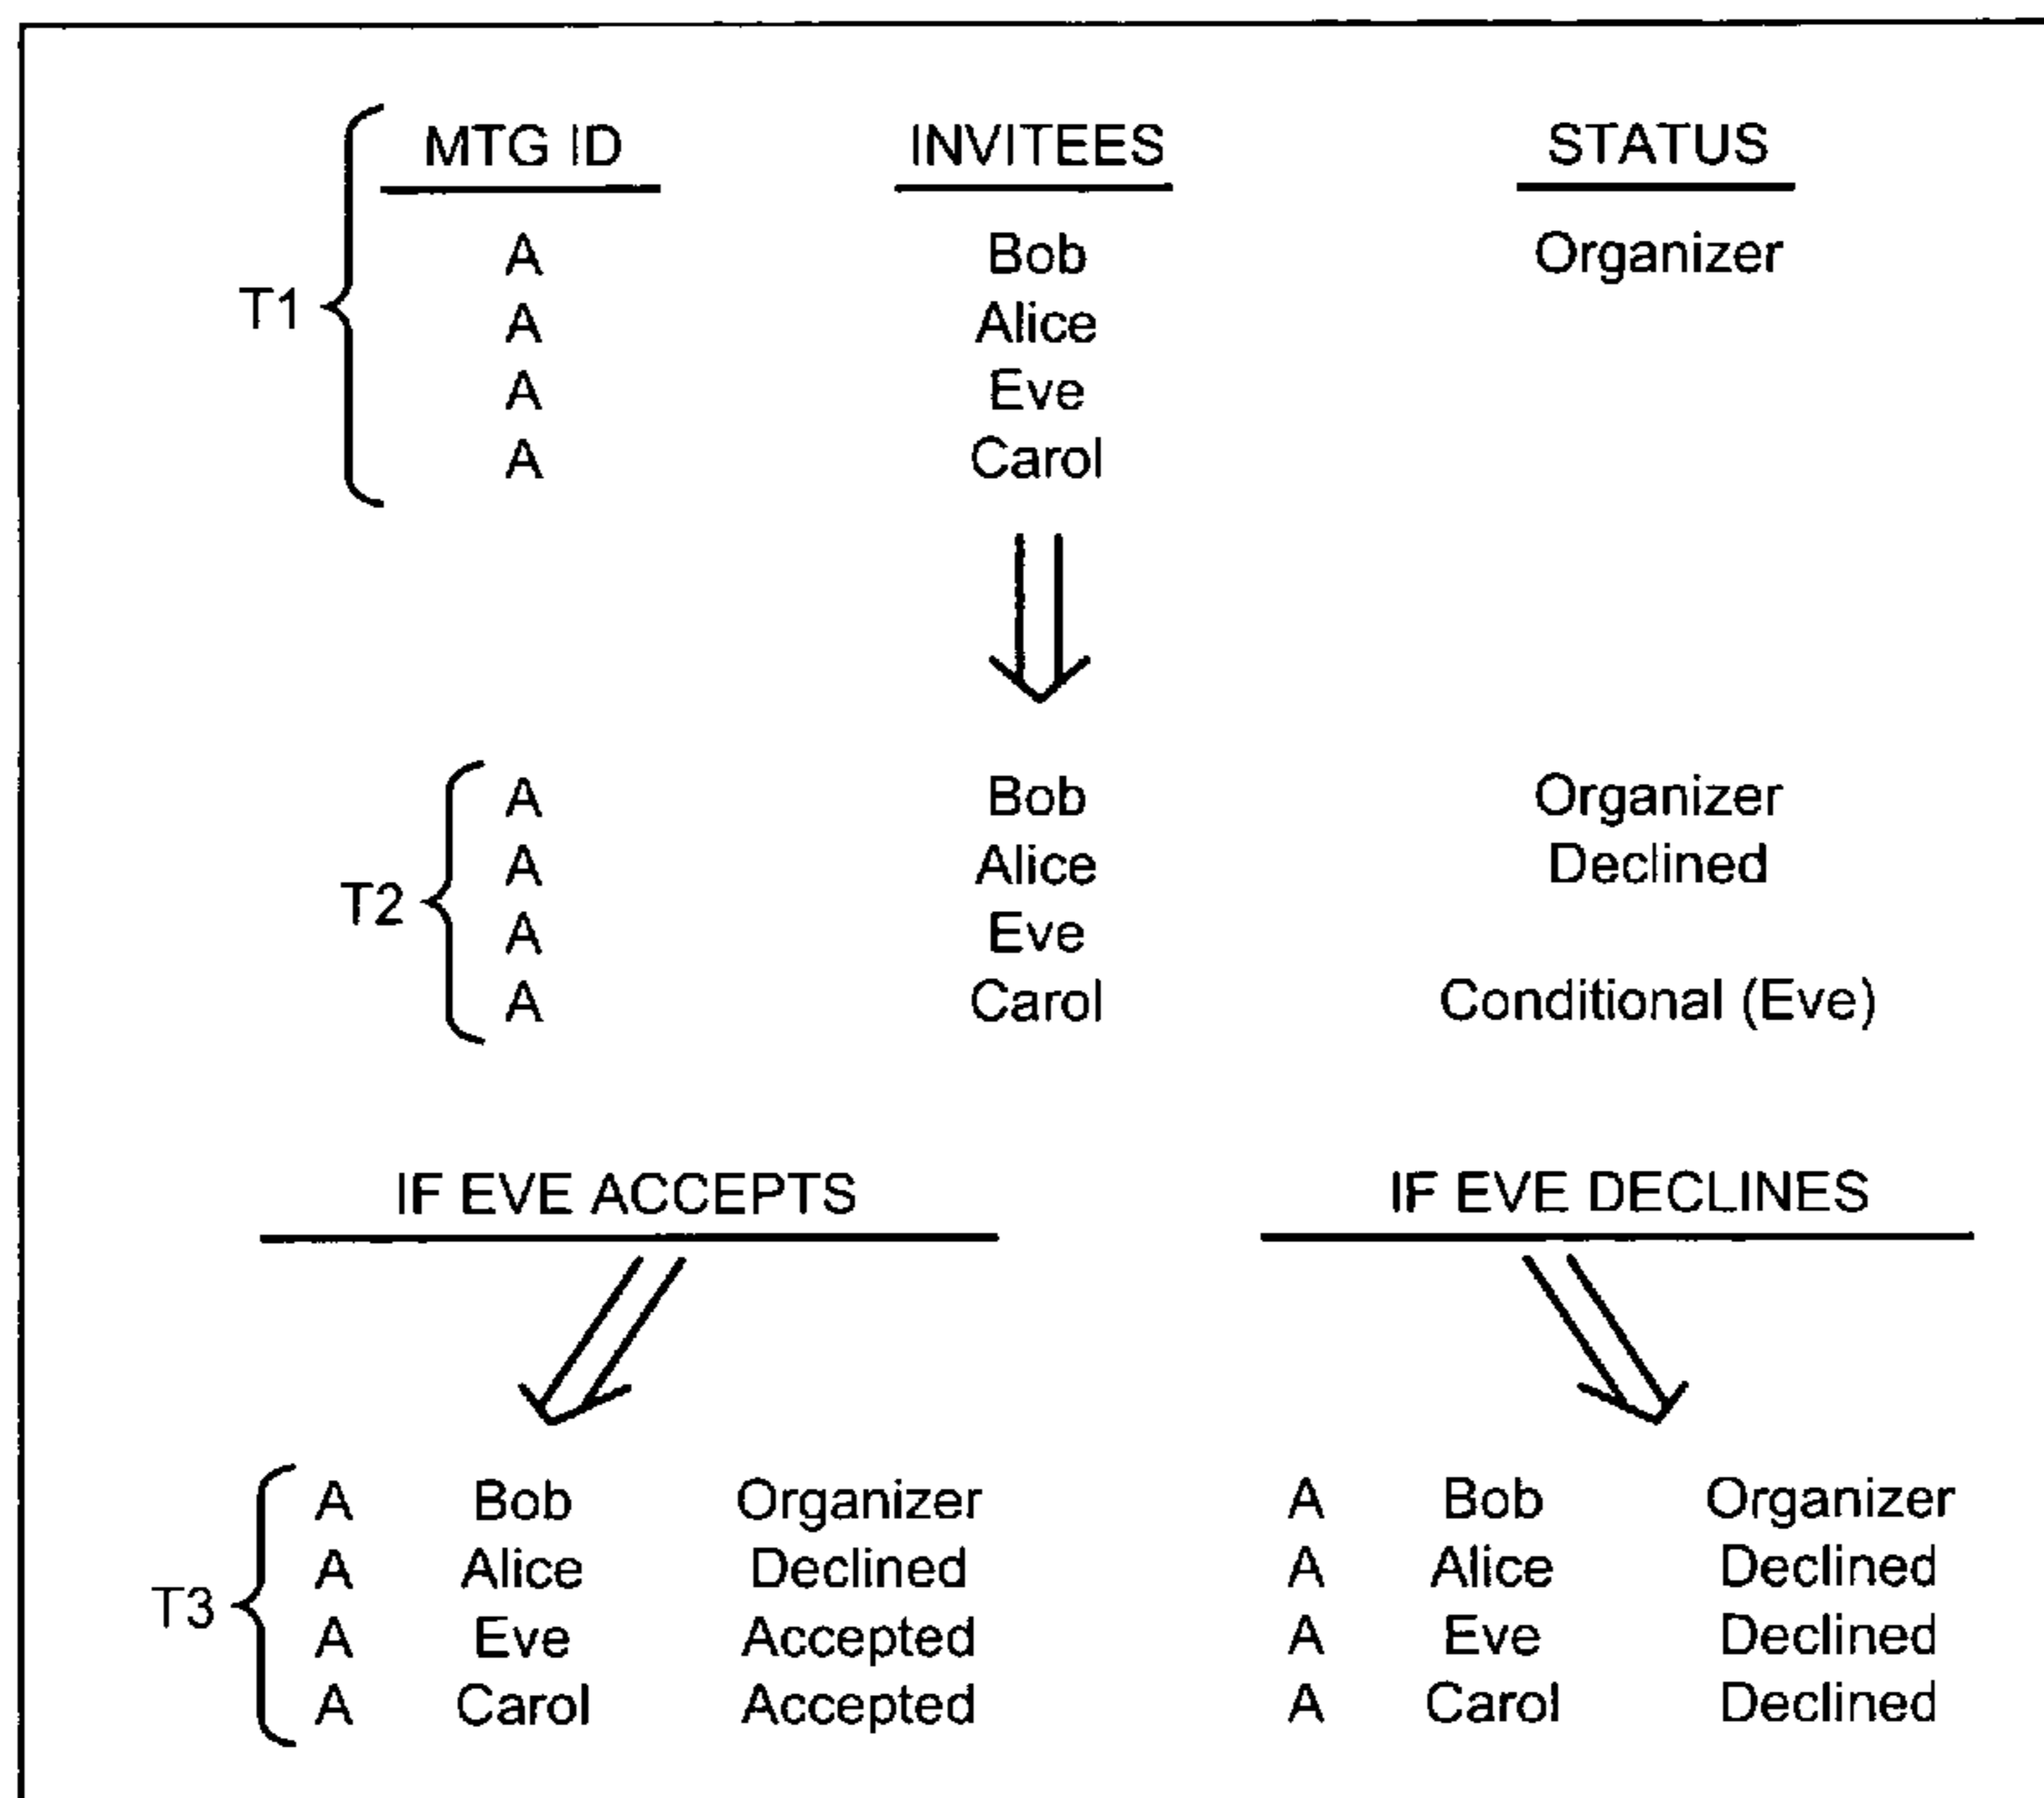 MTG ID INVITEES STATUS
A Bob Organizer
T1
A Alice
A Eve
A Carol
A Bob Organizer
A Alice Declined
T2
A Eve
A Carol Conditional (Eve)
IF EVE ACCEPTS IF EVE DECLINES
A Bob Organizer A Bob Organizer
A Alice Declined A Alice Declined
T3
A Eve Accepted A Eve Declined
A Carol Accepted A Carol Declined